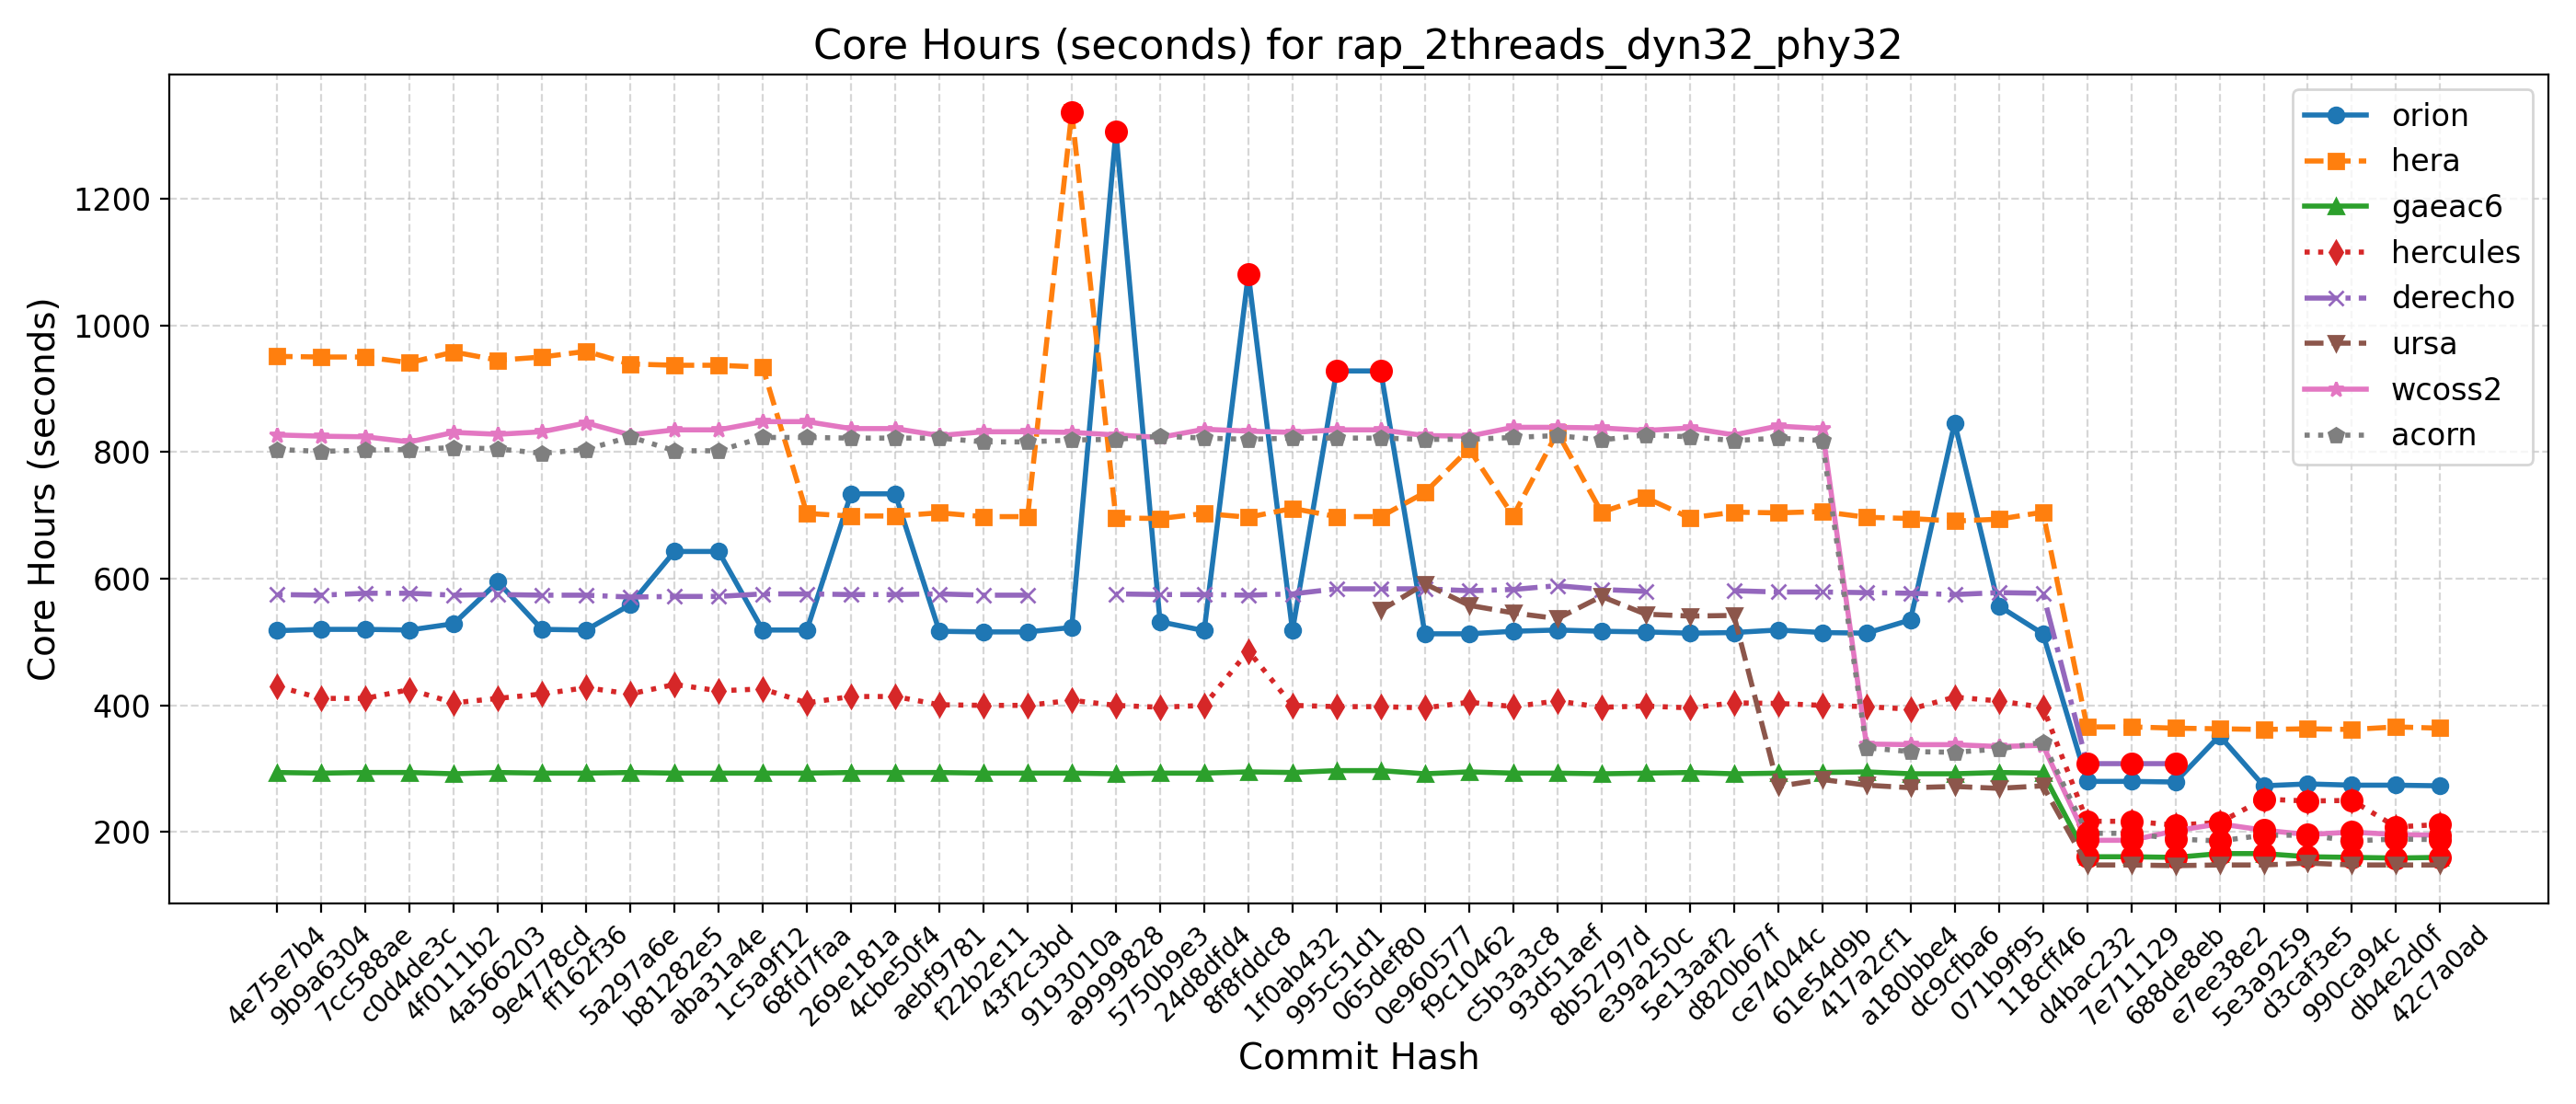 Core Hours (seconds) for rap_2threads_dyn32_phy32
Core Hours (seconds)
1200
1000
800
600
400
200
orion
hera
gaeac6
hercules
derecho
ursa
wcoss2
acorn
4e75e7b4
9b9a6304
7cc588ae
c0d4de3c
4f0111b2
4a566203
9e4778cd
ff162f36
5a297a6e
b81282e5
aba31a4e
1c5a9f12
68fd7faa
269e181a
4cbe50f4
aebf9781
f22b2e11
43f2c3bd
9193010a
a9999828
5750b9e3
24d8dfd4
8f8fddc8
1f0ab432
995c51d1
065def80
0e960577
f9c10462
c5b3a3c8
93d51aef
8b52797d
e39a250c
5e13aaf2
d820b67f
ce74044c
61e54d9b
417a2cf1
a180bbe4
dc9cfba6
071b9f95
118cff46
d4bac232
7e711129
688de8eb
e7ee38e2
5e3a9259
d3caf3e5
990ca94c
db4e2d0f
42c7a0ad
Commit Hash